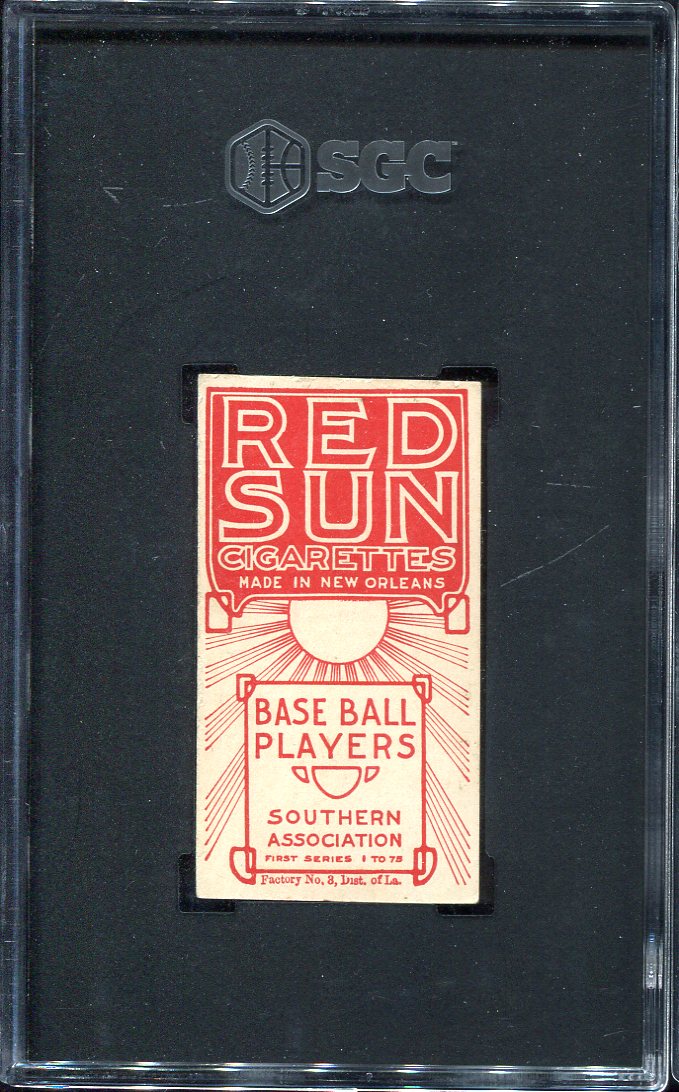 SGC
RED
SUN
CIGARETTES
MADE IN NEW ORLEANS
BASE BALL
PLAYERS
SOUTHERN
ASSOCIATION
FIRST SERIES 1 TO 75
Factory No. 3, Dist. of La.